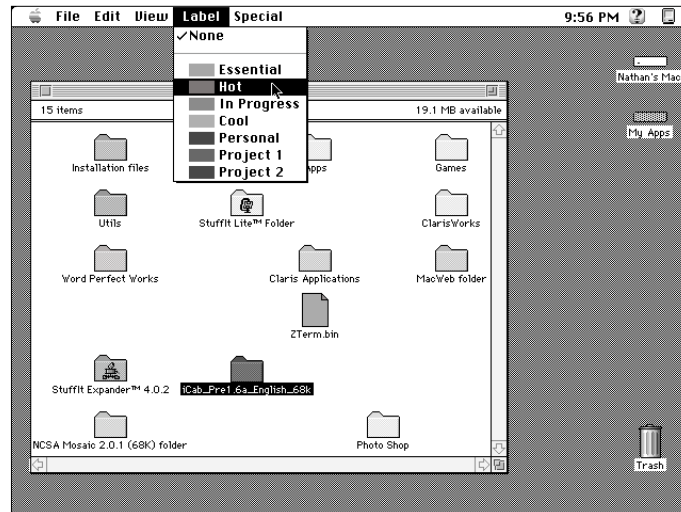 File Edit View Label Special 9:56 PM
✓None
Essential
Hot
In Progress
Cool
Personal
Project 1
Project 2
Nathan's Mac
My Apps
15 items 19.1 MB available
Installation files
Games
Utils
StuffIt Lite™ Folder
ClarisWorks
Word Perfect Works
Claris Applications
MacWeb folder
ZTerm.bin
StuffIt Expander™ 4.0.2
iCab_Pre1.6a_English_68k
NCSA Mosaic 2.0.1 (68K) folder
Photo Shop
Trash